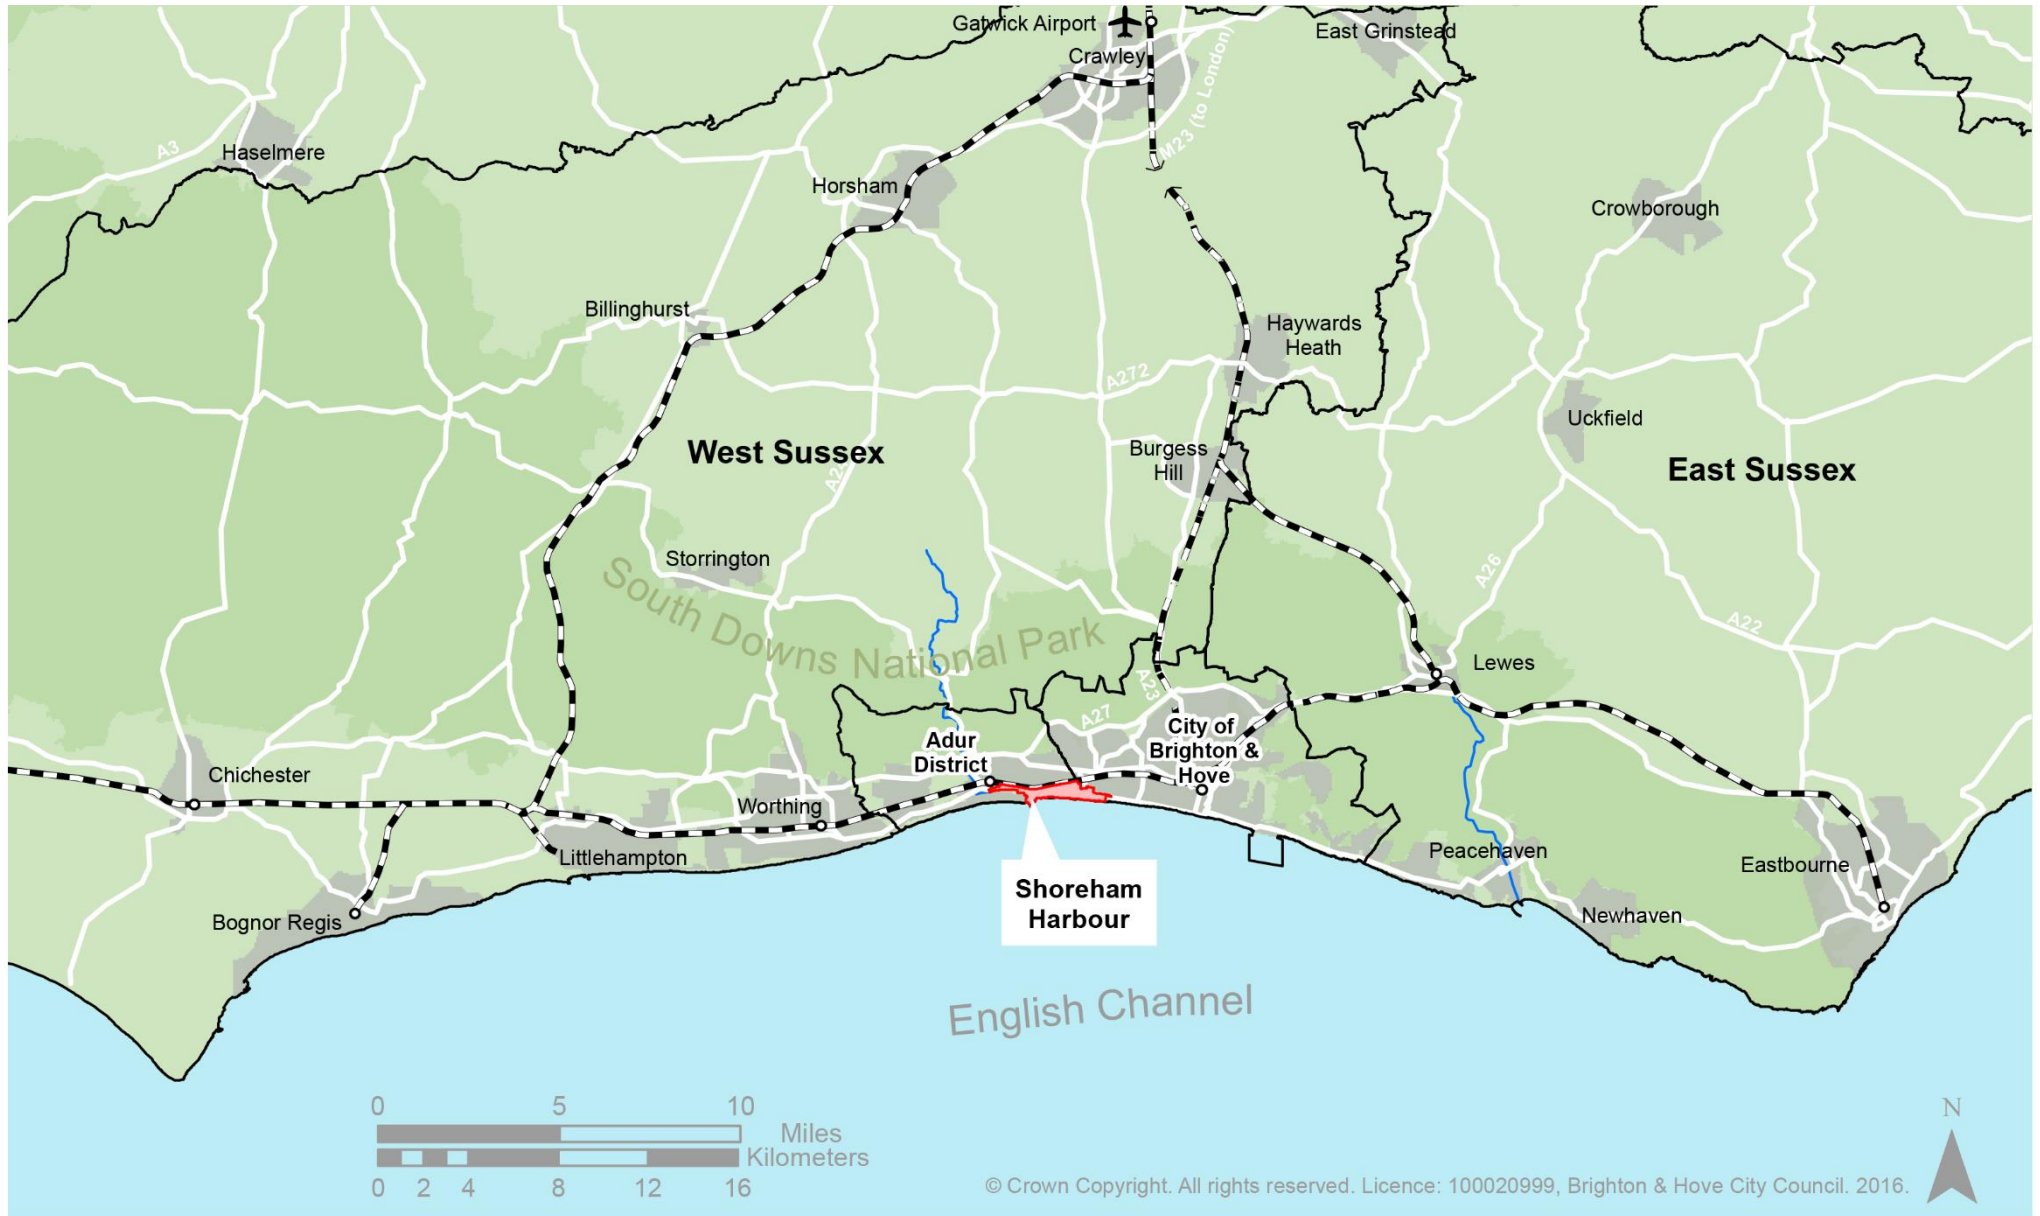 Gatwick Airport
East Grinstead
Crawley
M23 (to London)
A3
Haselmere
Horsham
Crowborough
Billinghurst
Haywards
Heath
A272
Uckfield
West Sussex
Burgess
Hill
East Sussex
Storrington
A26
South Downs National Park
A22
Lewes
A23
A27
City of
Brighton &
Hove
Adur
District
Chichester
Worthing
Littlehampton
Peacehaven
Eastbourne
Bognor Regis
Newhaven
Shoreham
Harbour
English Channel
0 5 10
Miles
Kilometers
0 2 4 8 12 16
N
© Crown Copyright. All rights reserved. Licence: 100020999, Brighton & Hove City Council. 2016.